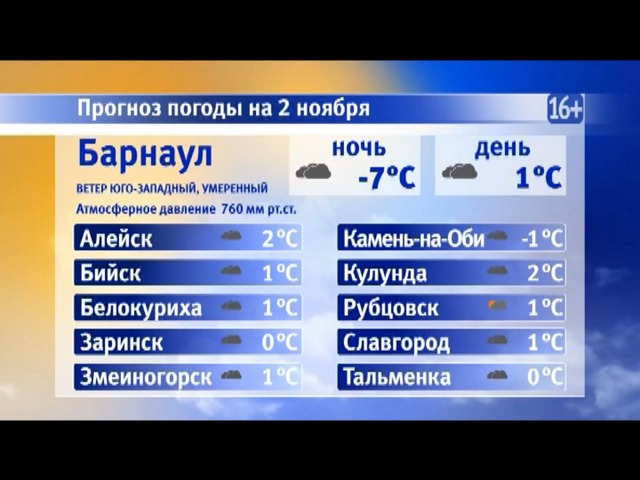 Прогноз погоды на 2 ноября 16+
Барнаул ночь -7°C день 1°C
ВЕТЕР ЮГО-ЗАПАДНЫЙ, УМЕРЕННЫЙ
Атмосферное давление 760 мм рт.ст.
Алейск 2°C
Бийск 1°C
Белокуриха 1°C
Заринск 0°C
Змеиногорск 1°C
Камень-на-Оби -1°C
Кулунда 2°C
Рубцовск 1°C
Славгород 1°C
Тальменка 0°C